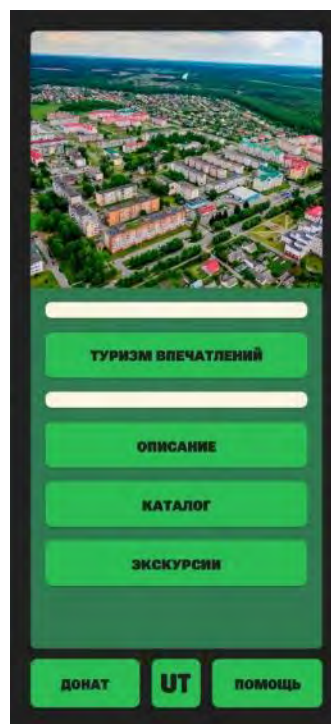 ТУРИЗМ ВПЕЧАТЛЕНИЙ
ОПИСАНИЕ
КАТАЛОГ
ЭКСКУРСИИ
ДОНАТ
UT
ПОМОЩЬ